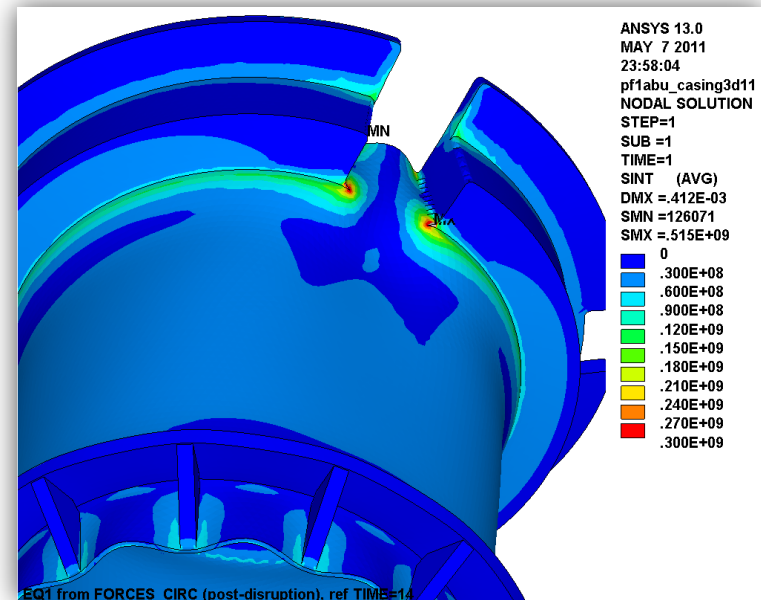 ANSYS 13.0
MAY 7 2011
23:58:04
pf1abu_casing3d11
NODAL SOLUTION
STEP=1
SUB =1
TIME=1
SINT (AVG)
DMX =.412E-03
SMN =126071
SMX =.515E+09
0
.300E+08
.600E+08
.900E+08
.120E+09
.150E+09
.180E+09
.210E+09
.240E+09
.270E+09
.300E+09
MN
MX
EQ1 from FORCES_CIRC (post-disruption), ref TIME=14